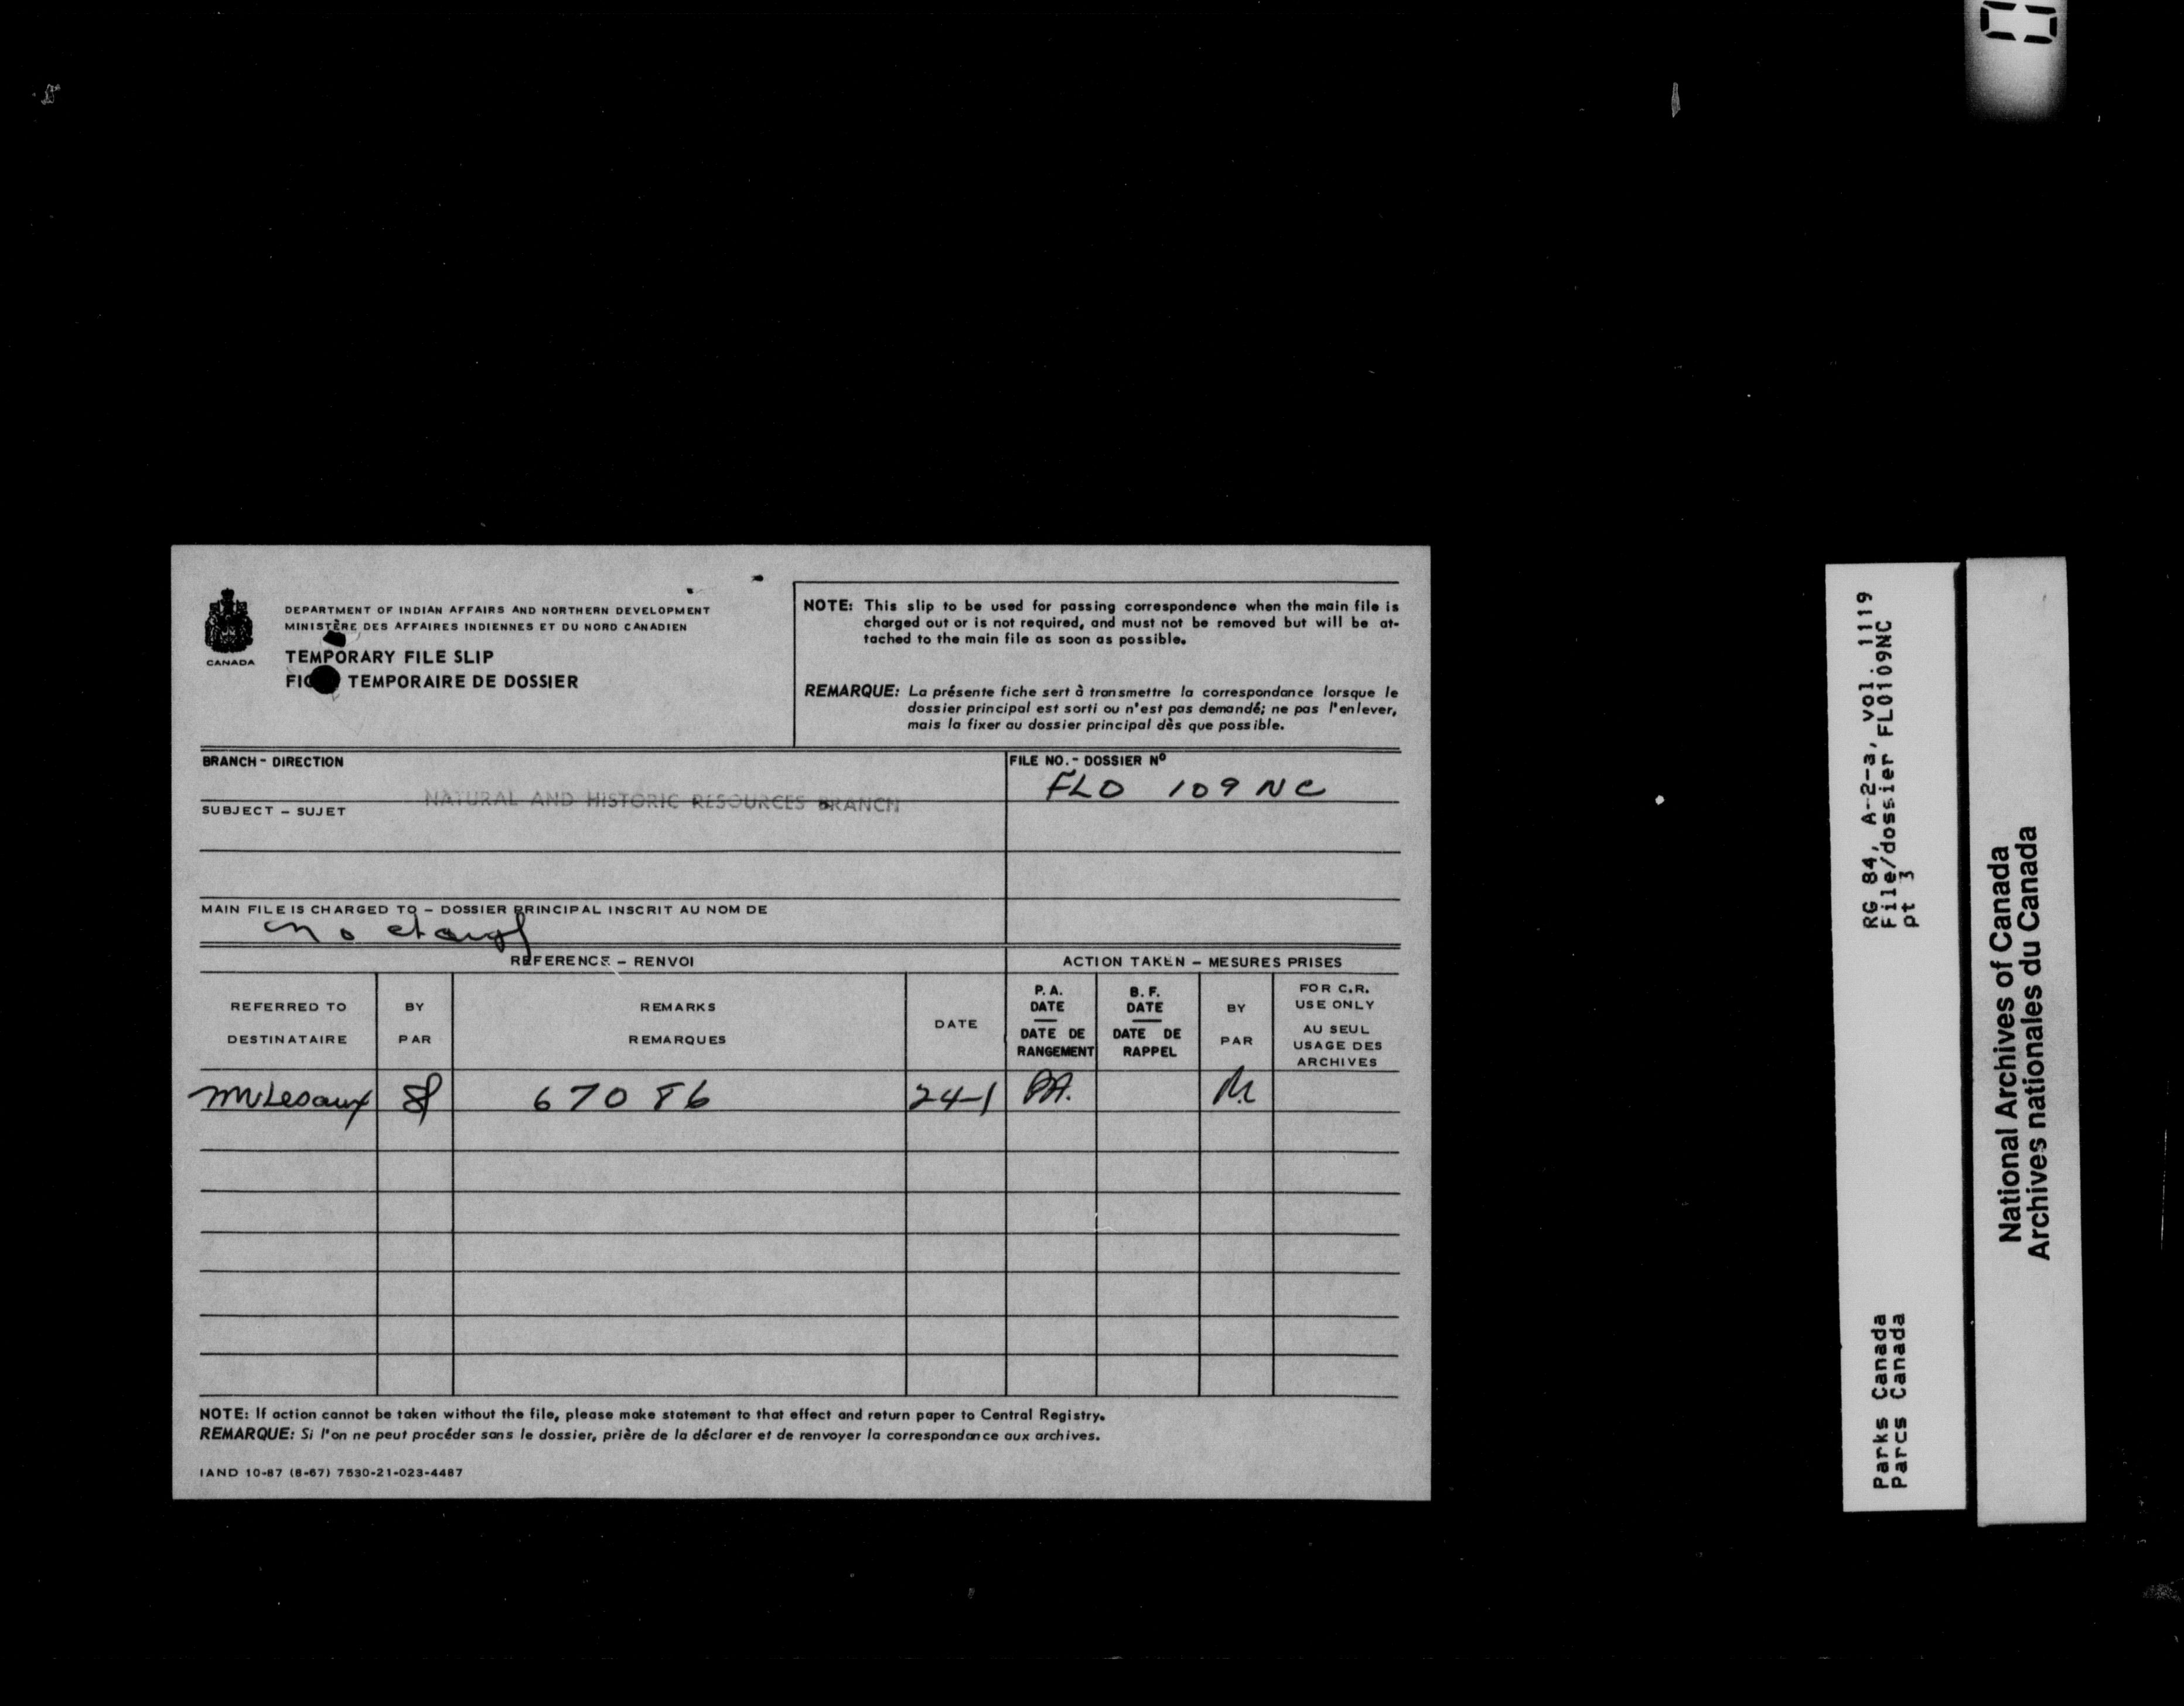 CANADA
DEPARTMENT OF INDIAN AFFAIRS AND NORTHERN DEVELOPMENT
MINISTÈRE DES AFFAIRES INDIENNES ET DU NORD CANADIEN
TEMPORARY FILE SLIP
TEMPORAIRE DE DOSSIER
NOTE: This slip to be used for passing correspondence when the main file is
charged out or is not required, and must not be removed but will be at-
tached to the main file as soon as possible.
REMARQUE: La présente fiche sert à transmettre la correspondance lorsque le
dossier principal est sorti ou n'est pas demandé; ne pas l'enlever,
mais la fixer au dossier principal dès que possible.
BRANCH - DIRECTION
NATURAL AND HISTORIC RESOURCES BRANCH
FILE NO. - DOSSIER Nº
FLO 109 NC
SUBJECT - SUJET
MAIN FILE IS CHARGED TO - DOSSIER PRINCIPAL INSCRIT AU NOM DE
no
REFERENCE - RENVOI
ACTION TAKEN - MESURES PRISES
REFERRED TO
DESTINATAIRE
BY
PAR
REMARKS
REMARQUES
DATE
P.A.
DATE
DATE DE
RANGEMENT
B.F.
DATE
DATE DE
RAPPEL
BY
PAR
FOR C.R.
USE ONLY
AU SEUL
USAGE DES
ARCHIVES
67086 24-1 PA.
NOTE: If action cannot be taken without the file, please make statement to that effect and return paper to Central Registry.
REMARQUE: Si l'on ne peut procéder sans le dossier, prière de la déclarer et de renvoyer la correspondance aux archives.
IAND 10-87 (8-67) 7530-21-023-4487
RG 84, A-2-a, vol. 1119
File/dossier FLO109NC
pt 3
Parks Canada
Parcs Canada
National Archives of Canada
Archives nationales du Canada